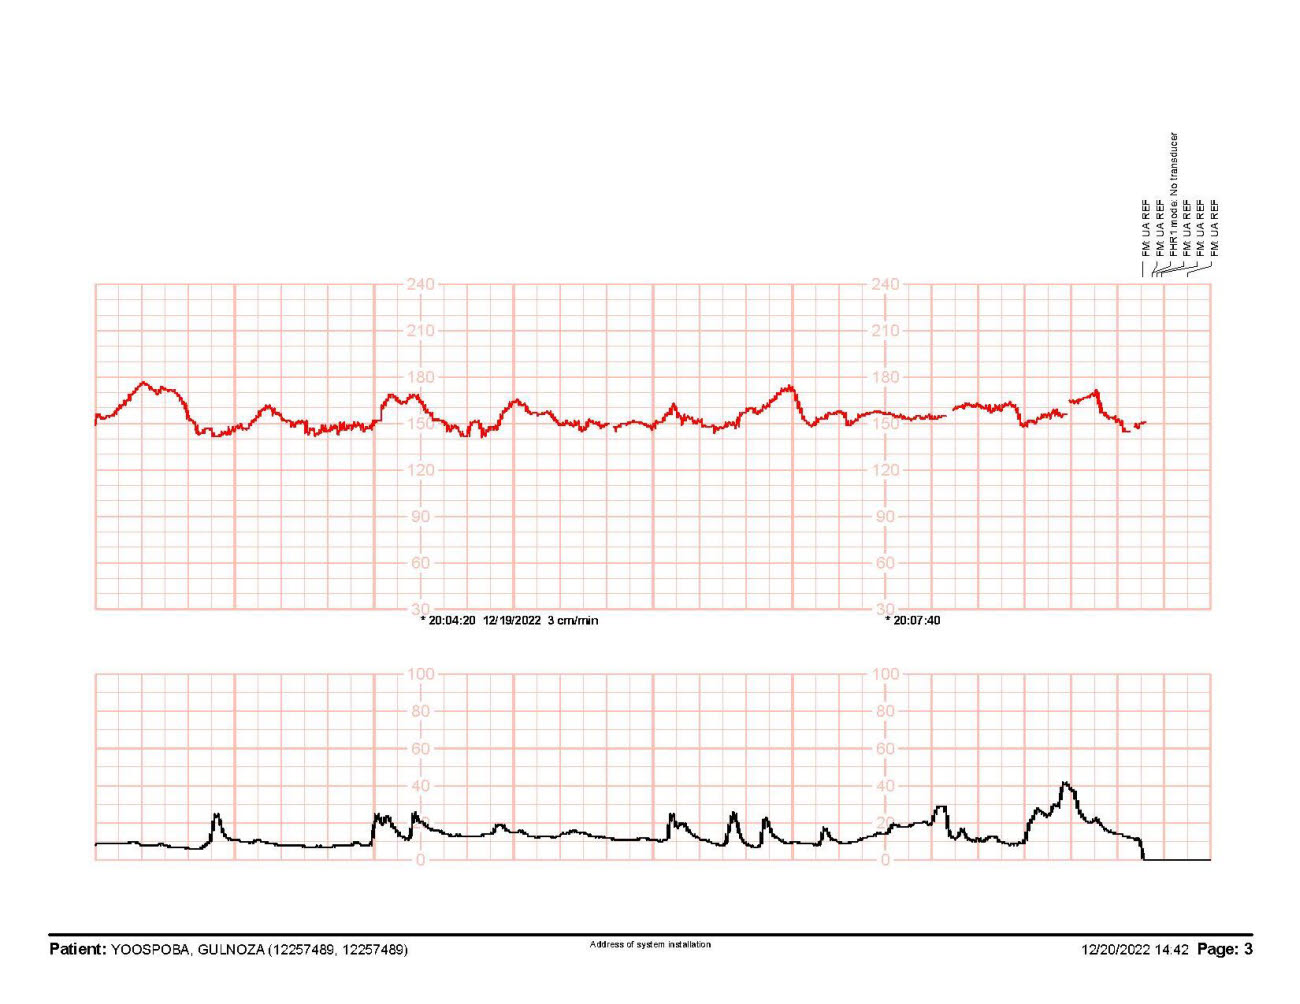 FM: UA REF
FM: UA REF
FHR1 mode: No transducer
FM: UA REF
FM: UA REF
FM: UA REF
240 240
210 210
180 180
150 150
120 120
90 90
60 60
30 30
* 20:04:20 12/19/2022 3 cm/min * 20:07:40
100 100
80 80
60 60
40 40
20 20
0 0
Patient: YOOSPOBA, GULNOZA (12257489, 12257489) Address of system installation 12/20/2022 14:42 Page: 3